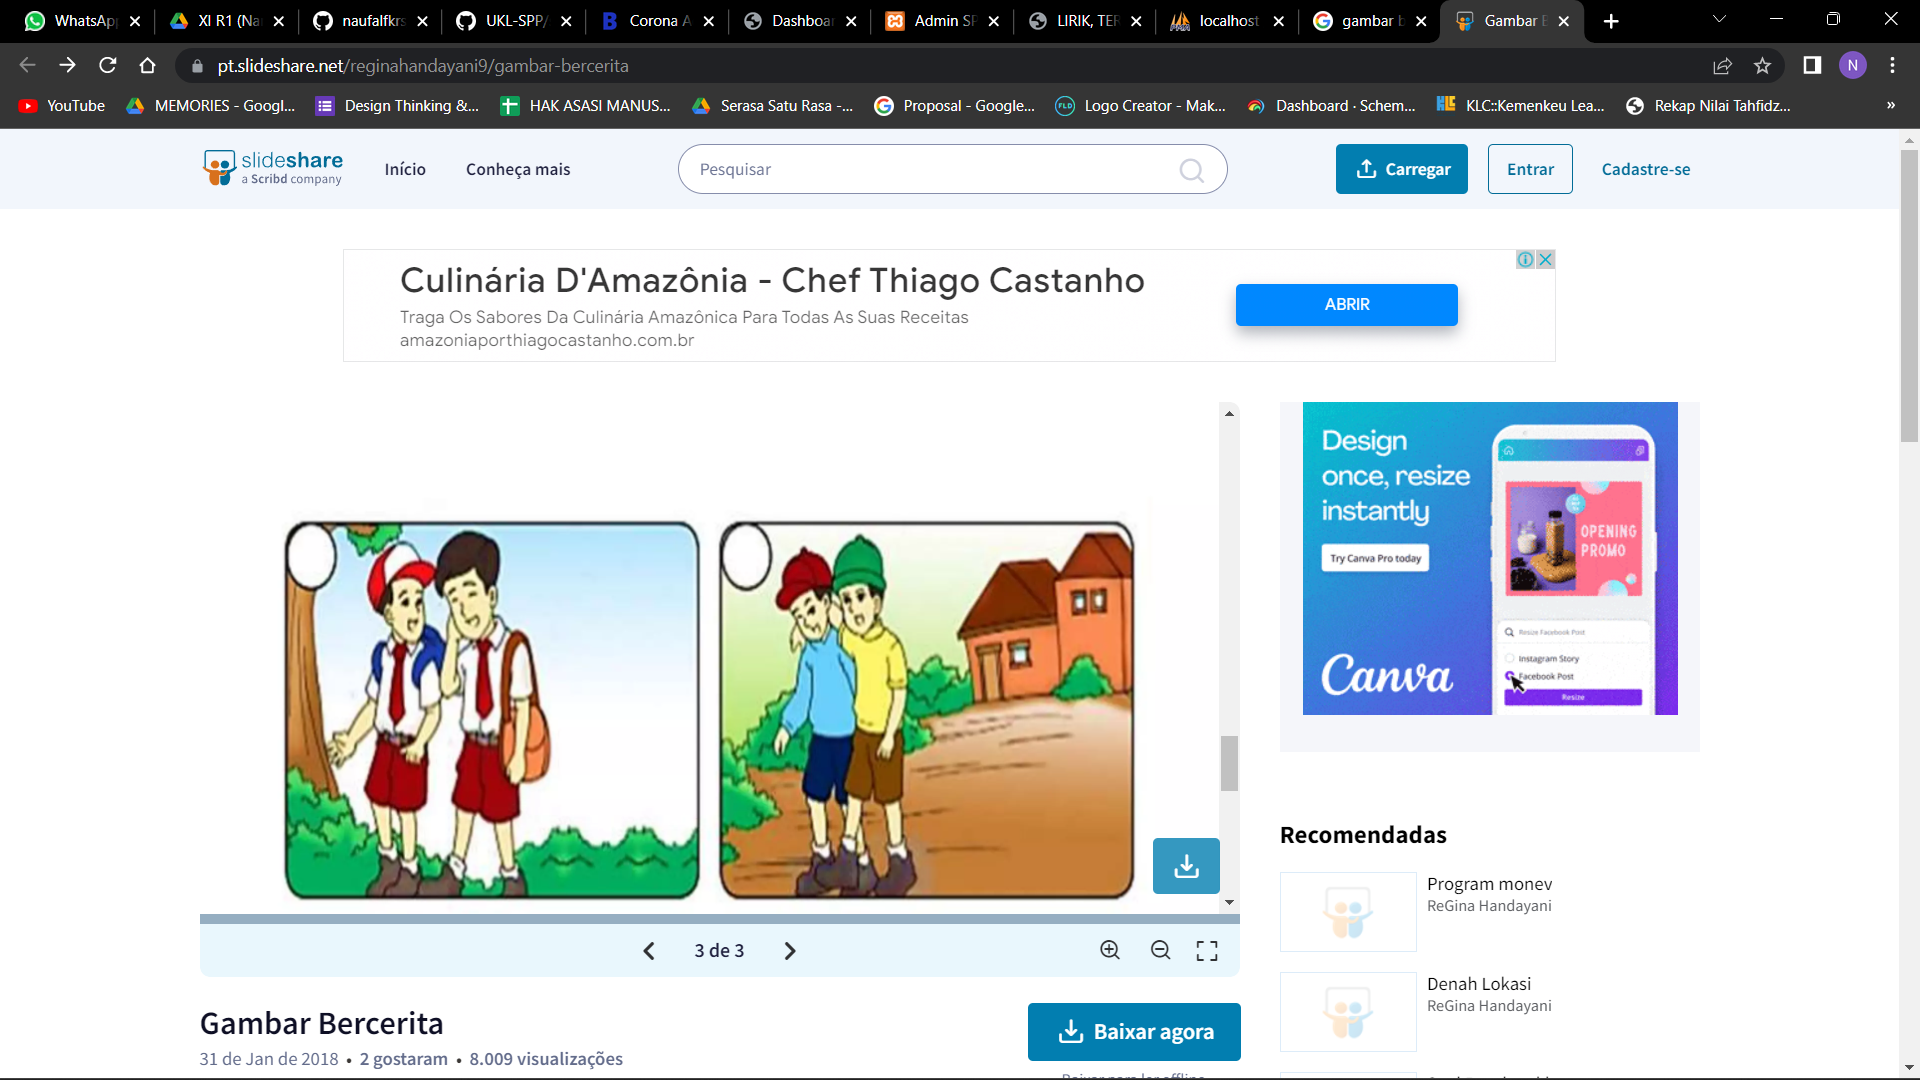 WhatsApp
XI R1 (Na
naufalfkrs
UKL-SPP/
Corona A
Dashboar
Admin SP
LIRIK, TER
localhost
gambar b
Gambar B
pt.slideshare.net/reginahandayani9/gambar-bercerita
N
YouTube
MEMORIES - Googl...
Design Thinking &...
HAK ASASI MANUS...
Serasa Satu Rasa -...
Proposal - Google...
Logo Creator - Mak...
Dashboard · Schem...
KLC::Kemenkeu Lea...
Rekap Nilai Tahfidz...
»
slideshare
a Scribd company
Início
Conheça mais
Pesquisar
Carregar
Entrar
Cadastre-se
Culinária D'Amazônia - Chef Thiago Castanho
Traga Os Sabores Da Culinária Amazônica Para Todas As Suas Receitas
amazoniaporthiagocastanho.com.br
ABRIR
Design
once, resize
instantly
Try Canva Pro today
Canva
OPENING
PROMO
Resize Facebook Post
Instagram Story
Facebook Post
Resize
3 de 3
Recomendadas
Program monev
ReGina Handayani
Denah Lokasi
ReGina Handayani
Gambar Bercerita
31 de Jan de 2018 • 2 gostaram • 8.009 visualizações
Baixar agora